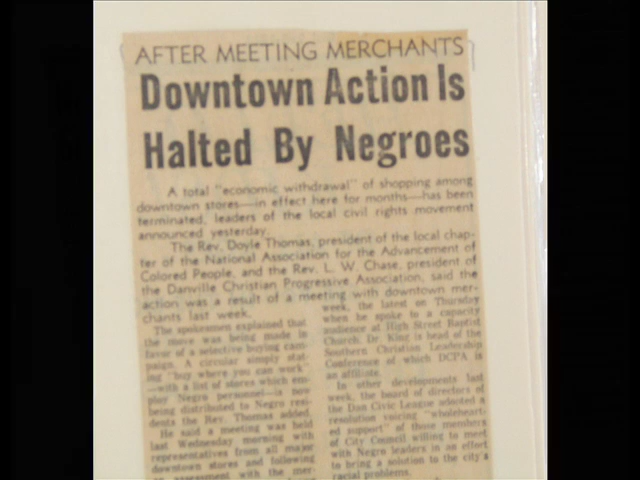 AFTER MEETING MERCHANTS
Downtown Action Is
Halted By Negroes
A total "economic withdrawal" of shopping among
downtown stores—in effect here for months—has been
terminated, leaders of the local civil rights movement
announced yesterday.
The Rev. Doyle Thomas, president of the local chap-
ter of the National Association for the Advancement of
Colored People, and the Rev. L. W. Chase, president of
the Danville Christian Progressive Association, said the
action was a result of a meeting with downtown mer-
chants last week.
The spokesmen explained that
the move was being made in
favor of a selective buying cam-
paign. A circular simply stat-
ing "buy where you can work"
—with a list of stores which em-
ploy Negro personnel—is now
being distributed to Negro resi-
dents the Rev. Thomas added.
He said a meeting was held
last Wednesday morning with
representatives from all major
downtown stores and following
assessment with the mer-
week, the latest on Thursday
when he spoke to a capacity
audience at High Street Baptist
Church. Dr. King is head of the
Southern Christian Leadership
Conference of which DCPA is
an affiliate.
In other developments last
week, the board of directors of
the Dan Civic League adopted a
resolution voicing "wholeheart-
ed support" of those members
of City Council willing to meet
with Negro leaders in an effort
to bring a solution to the city's
racial problems.